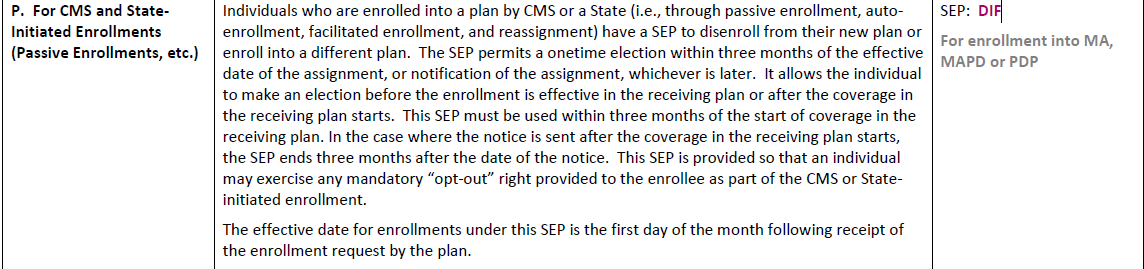 P. For CMS and State-
Initiated Enrollments
(Passive Enrollments, etc.)
Individuals who are enrolled into a plan by CMS or a State (i.e., through passive enrollment, auto-
enrollment, facilitated enrollment, and reassignment) have a SEP to disenroll from their new plan or
enroll into a different plan. The SEP permits a onetime election within three months of the effective
date of the assignment, or notification of the assignment, whichever is later. It allows the individual
to make an election before the enrollment is effective in the receiving plan or after the coverage in
the receiving plan starts. This SEP must be used within three months of the start of coverage in the
receiving plan. In the case where the notice is sent after the coverage in the receiving plan starts,
the SEP ends three months after the date of the notice. This SEP is provided so that an individual
may exercise any mandatory “opt-out” right provided to the enrollee as part of the CMS or State-
initiated enrollment.
The effective date for enrollments under this SEP is the first day of the month following receipt of
the enrollment request by the plan.
SEP: DIF
For enrollment into MA,
MAPD or PDP